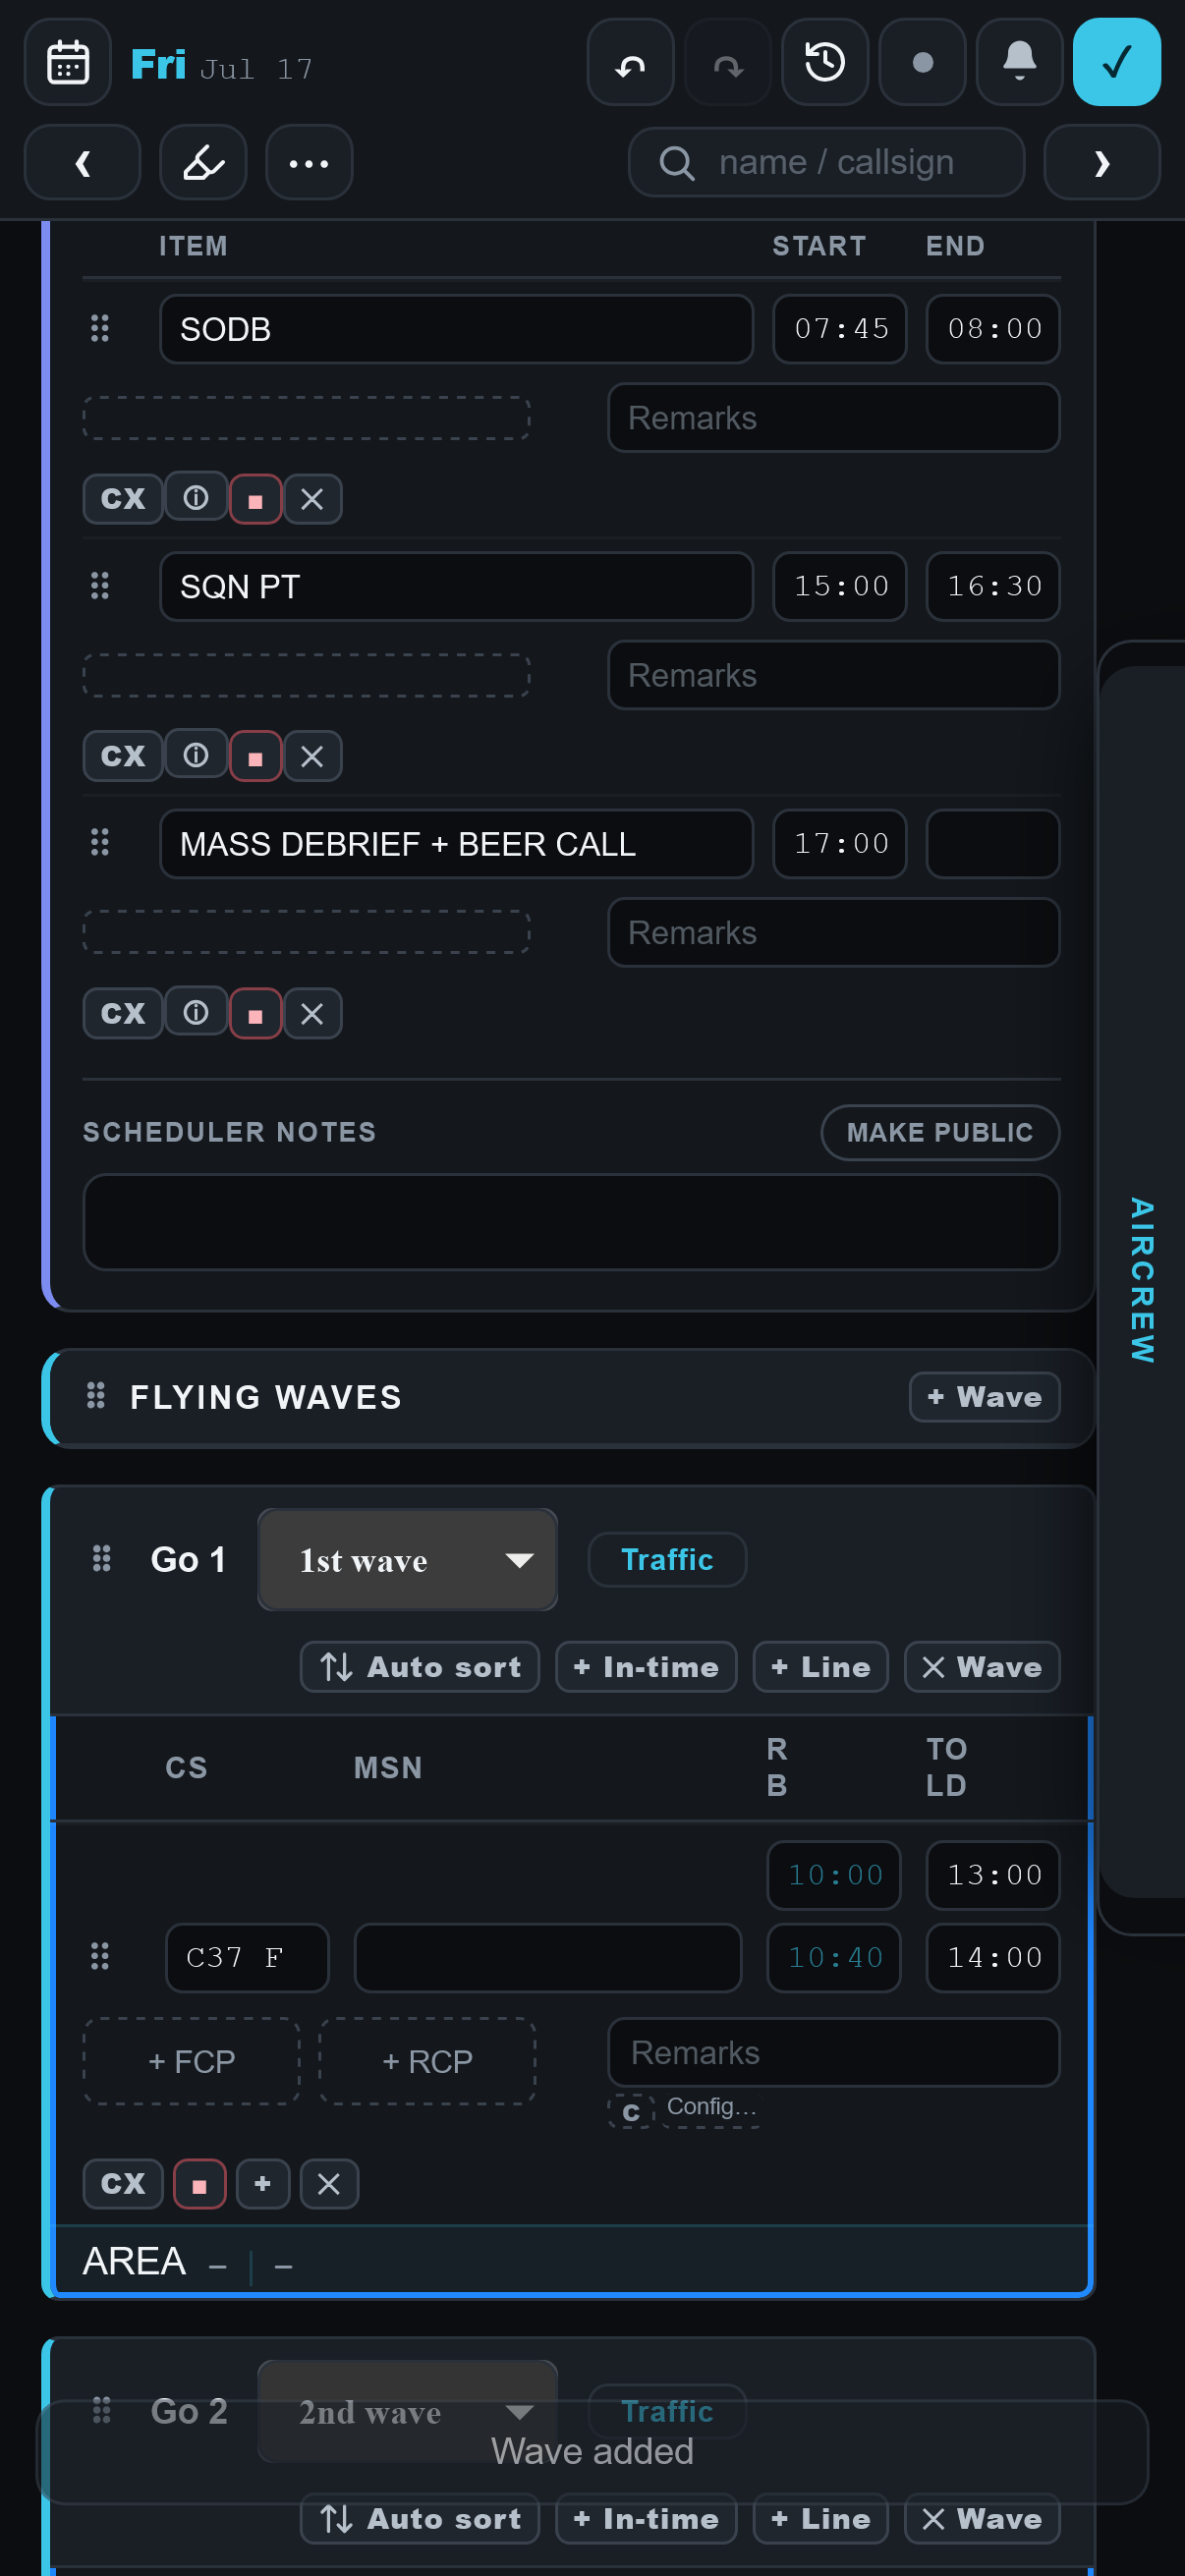 Fri Jul 17
name / callsign
ITEM START END
SODB 07:45 08:00
Remarks
CX
SQN PT 15:00 16:30
Remarks
CX
MASS DEBRIEF + BEER CALL 17:00
Remarks
CX
SCHEDULER NOTES MAKE PUBLIC
AIRCREW
FLYING WAVES + Wave
Go 1 1st wave Traffic
Auto sort + In-time + Line × Wave
CS MSN R TO
B LD
10:00 13:00
C37 F 10:40 14:00
+ FCP + RCP Remarks
C Config…
CX + ×
AREA – | –
Go 2 2nd wave Traffic
Wave added
Auto sort + In-time + Line × Wave